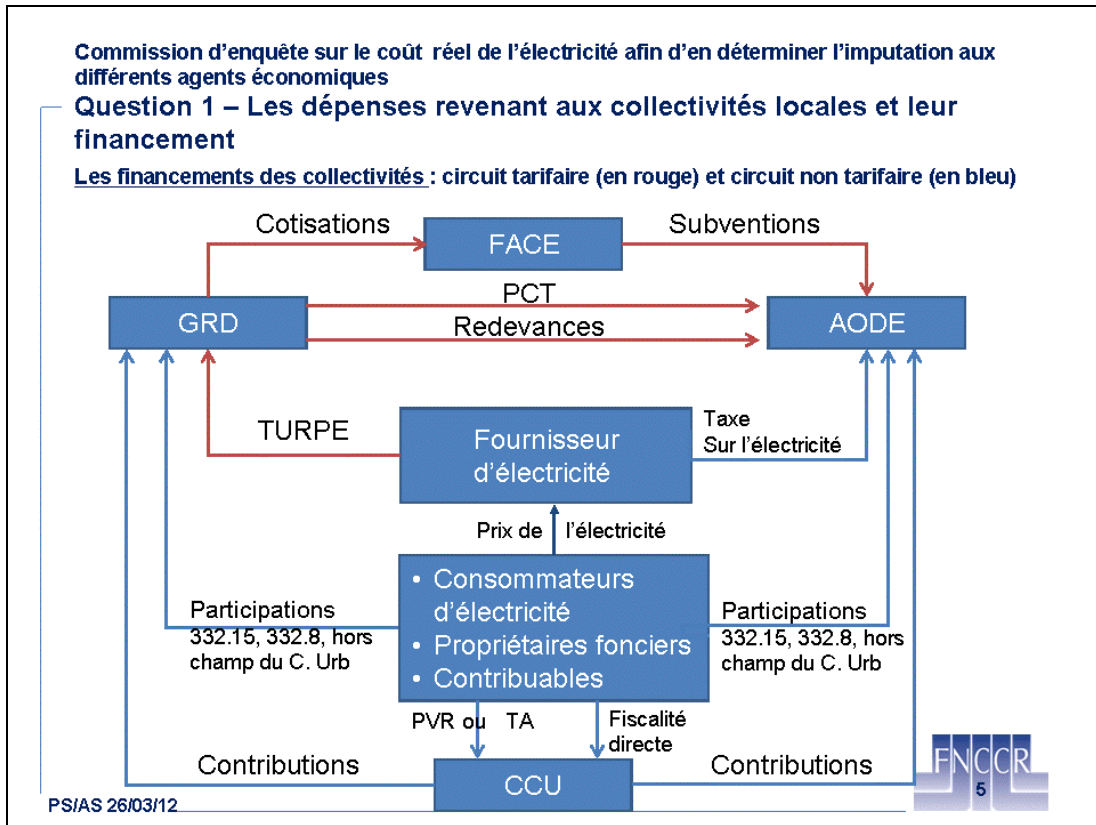 Commission d'enquête sur le coût réel de l'électricité afin d'en déterminer l'imputation aux
différents agents économiques
Question 1 – Les dépenses revenant aux collectivités locales et leur
financement
Les financements des collectivités : circuit tarifaire (en rouge) et circuit non tarifaire (en bleu)
Cotisations
FACE
Subventions
PCT
GRD
Redevances
AODE
TURPE
Fournisseur
d'électricité
Taxe
Sur l'électricité
Prix de l'électricité
• Consommateurs
d'électricité
• Propriétaires fonciers
• Contribuables
Participations
332.15, 332.8, hors
champ du C. Urb
Participations
332.15, 332.8, hors
champ du C. Urb
PVR ou TA
Fiscalité
directe
Contributions
CCU
Contributions
FNCCR
5
PS/AS 26/03/12